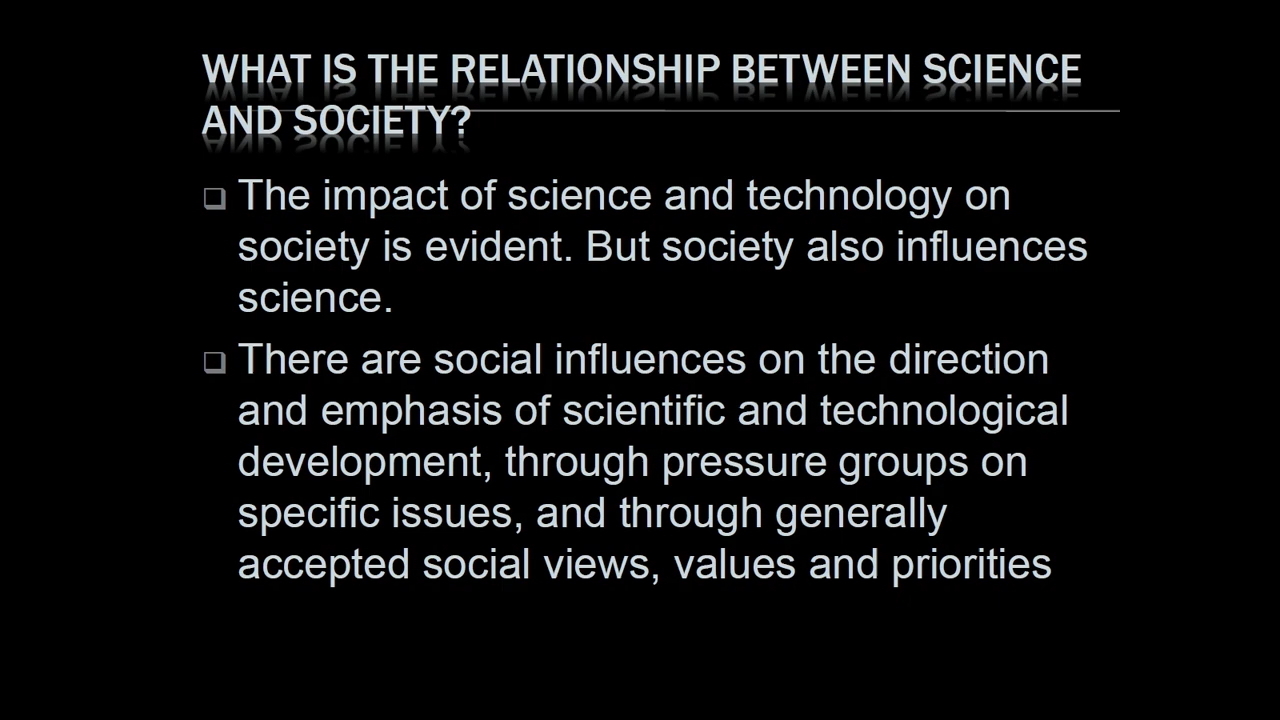 WHAT IS THE RELATIONSHIP BETWEEN SCIENCE
AND SOCIETY?
The impact of science and technology on
society is evident. But society also influences
science.
There are social influences on the direction
and emphasis of scientific and technological
development, through pressure groups on
specific issues, and through generally
accepted social views, values and priorities